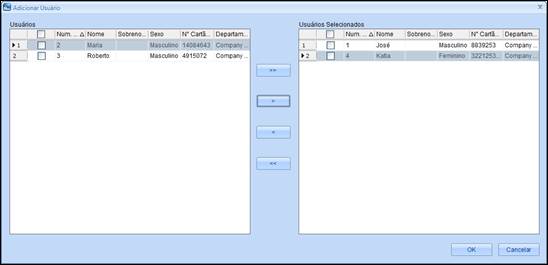 Adicionar Usuário
Usuários
Num. ... Nome Sobreno... Sexo N° Cartã... Departam...
1 2 Maria Masculino 14084643 Company ...
2 3 Roberto Masculino 4915072 Company ...
>>
>
<
<<
Usuários Selecionados
Num. ... Nome Sobreno... Sexo N° Cartã... Departam...
1 1 José Masculino 8839253 Company ...
2 4 Katia Feminino 3221253... Company ...
OK Cancelar